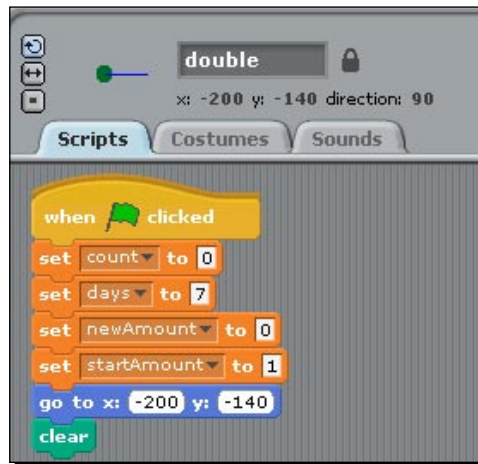 double
x: -200 y: -140 direction: 90
Scripts Costumes Sounds
when clicked
set count to 0
set days to 7
set newAmount to 0
set startAmount to 1
go to x: -200 y: -140
clear